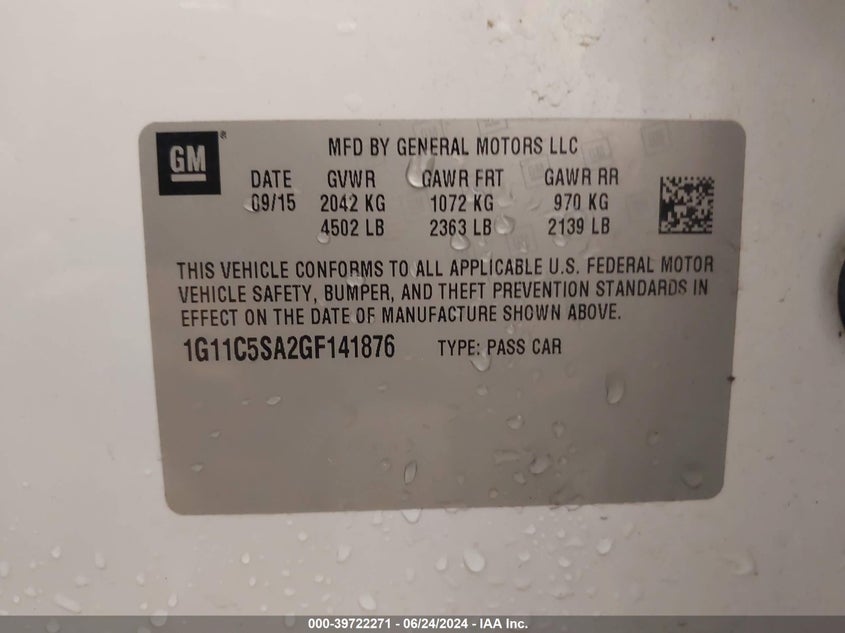 GM ®
MFD BY GENERAL MOTORS LLC
DATE GVWR GAWR FRT GAWR RR
09/15 2042 KG 1072 KG 970 KG
4502 LB 2363 LB 2139 LB
THIS VEHICLE CONFORMS TO ALL APPLICABLE U.S. FEDERAL MOTOR
VEHICLE SAFETY, BUMPER, AND THEFT PREVENTION STANDARDS IN
EFFECT ON THE DATE OF MANUFACTURE SHOWN ABOVE.
1G11C5SA2GF141876 TYPE: PASS CAR
000-39722271 - 06/24/2024 - IAA Inc.